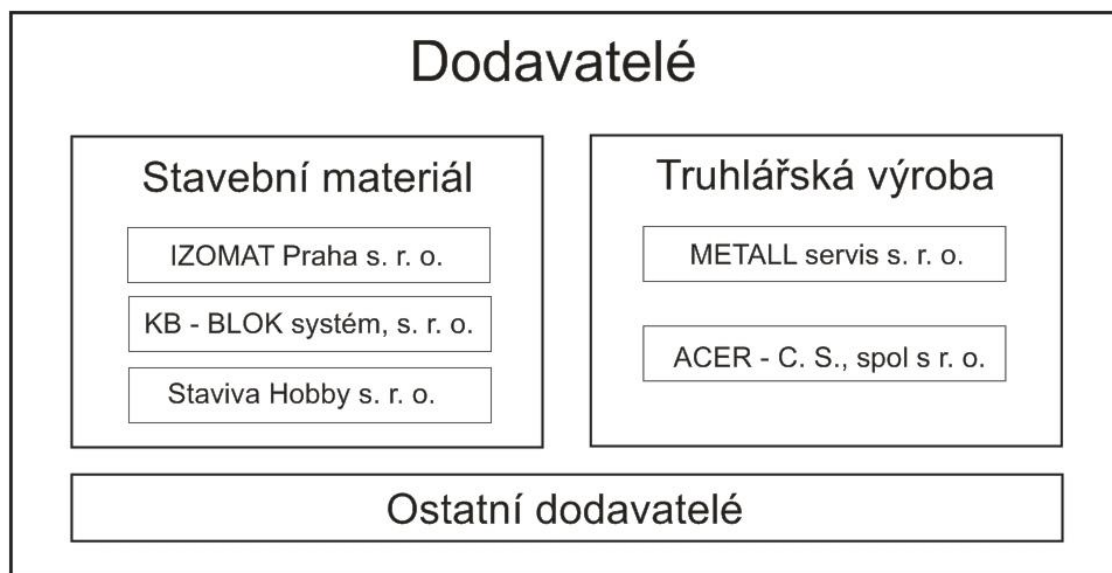 Dodavatelé
Stavební materiál
IZOMAT Praha s. r. o.
KB - BLOK systém, s. r. o.
Staviva Hobby s. r. o.
Truhlářská výroba
METALL servis s. r. o.
ACER - C. S., spol s r. o.
Ostatní dodavatelé